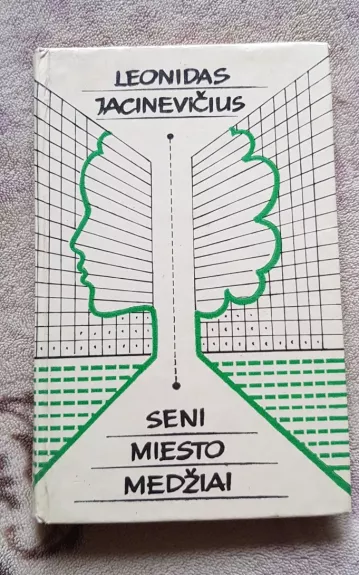 LEONIDAS
JACINEVIČIUS
SENI
MIESTO
MEDŽIAI